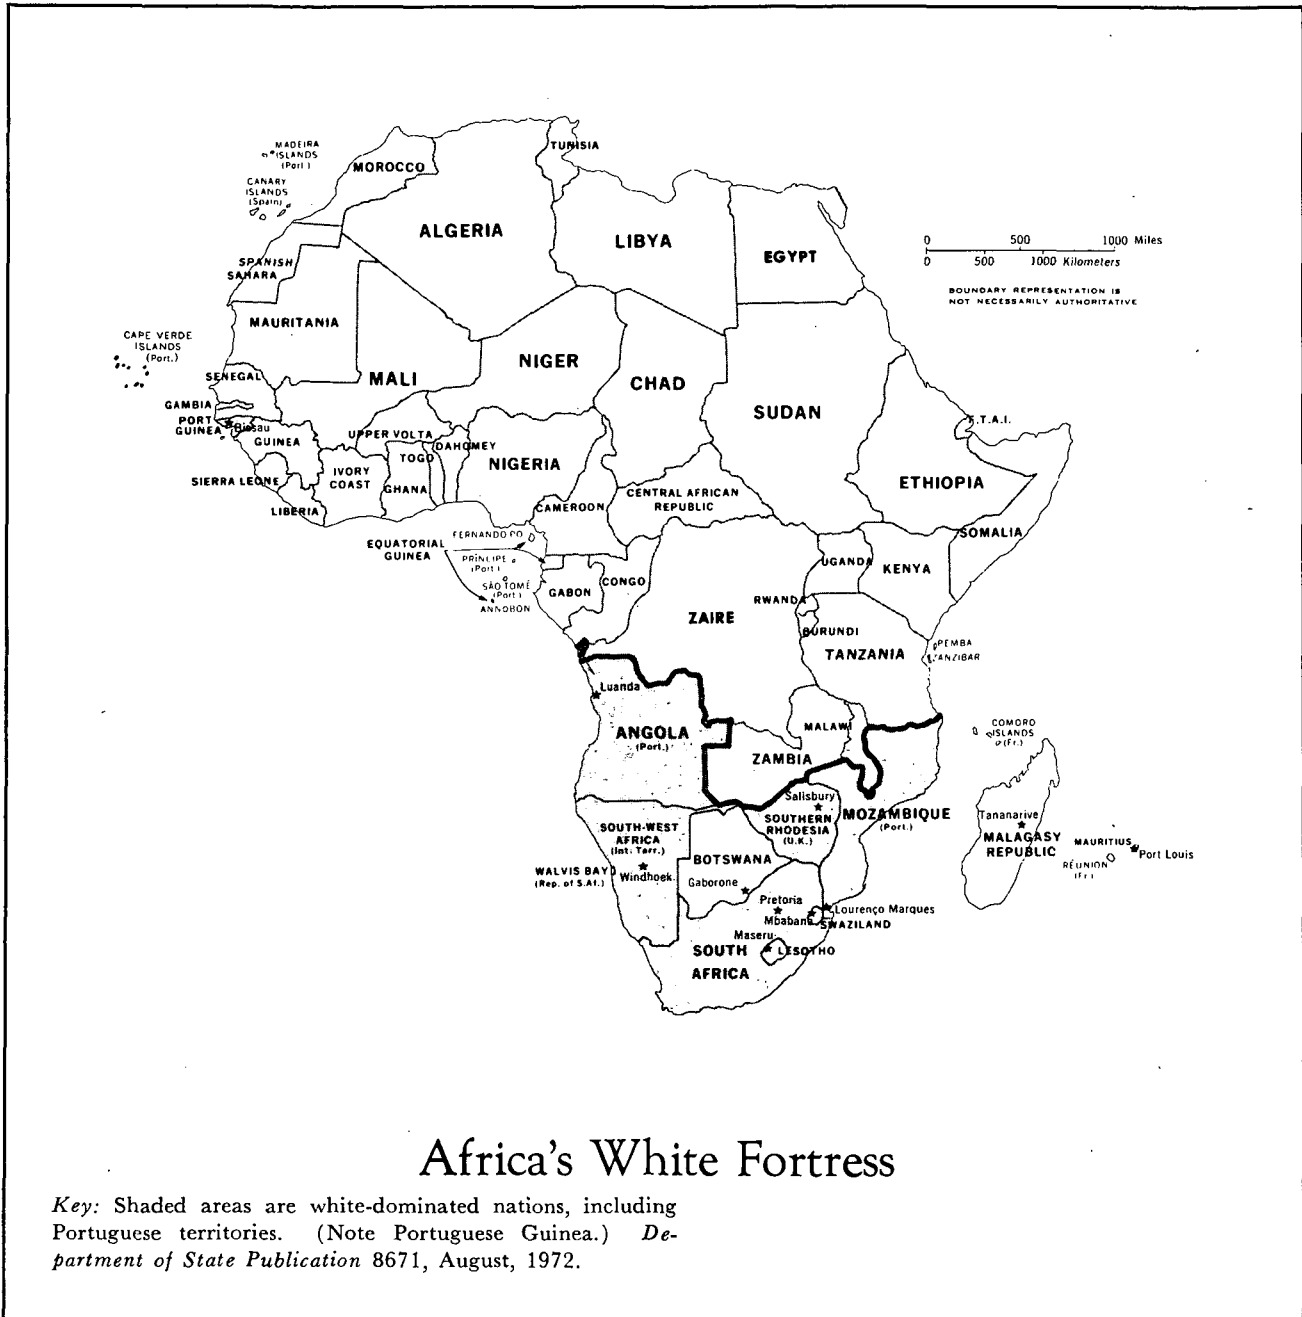 MADEIRA
ISLANDS
(Port.)
CANARY
ISLANDS
(Spain)
MOROCCO
TUNISIA
ALGERIA
LIBYA
EGYPT
0 500 1000 Miles
0 500 1000 Kilometers
BOUNDARY REPRESENTATION IS
NOT NECESSARILY AUTHORITATIVE
SPANISH
SAHARA
MAURITANIA
CAPE VERDE
ISLANDS
(Port.)
SENEGAL
MALI
NIGER
CHAD
SUDAN
GAMBIA
PORT
GUINEA
Bissau
GUINEA
UPPER VOLTA
DAHOMEY
TOGO
NIGERIA
F.T.A.I.
SIERRA LEONE
IVORY
COAST
GHANA
LIBERIA
CAMEROON
CENTRAL AFRICAN
REPUBLIC
ETHIOPIA
SOMALIA
EQUATORIAL
GUINEA
FERNANDO PO
PRÍNCIPE
(Port.)
SÃO TOMÉ
(Port.)
ANNOBON
GABON
CONGO
ZAIRE
UGANDA
KENYA
RWANDA
BURUNDI
TANZANIA
PEMBA
ZANZIBAR
Luanda
ANGOLA
(Port.)
MALAWI
ZAMBIA
COMORO
ISLANDS
(Fr.)
Salisbury
SOUTHERN
RHODESIA
(U.K.)
MOZAMBIQUE
(Port.)
Tananarive
MALAGASY
REPUBLIC
MAURITIUS
Port Louis
RÉUNION
(Fr.)
SOUTH-WEST
AFRICA
(Int. Terr.)
WALVIS BAY
(Rep. of S.Af.)
Windhoek
BOTSWANA
Gaborone
Pretoria
Mbabane
Lourenço Marques
SWAZILAND
Maseru
LESOTHO
SOUTH
AFRICA
Africa's White Fortress
Key: Shaded areas are white-dominated nations, including
Portuguese territories. (Note Portuguese Guinea.) De-
partment of State Publication 8671, August, 1972.